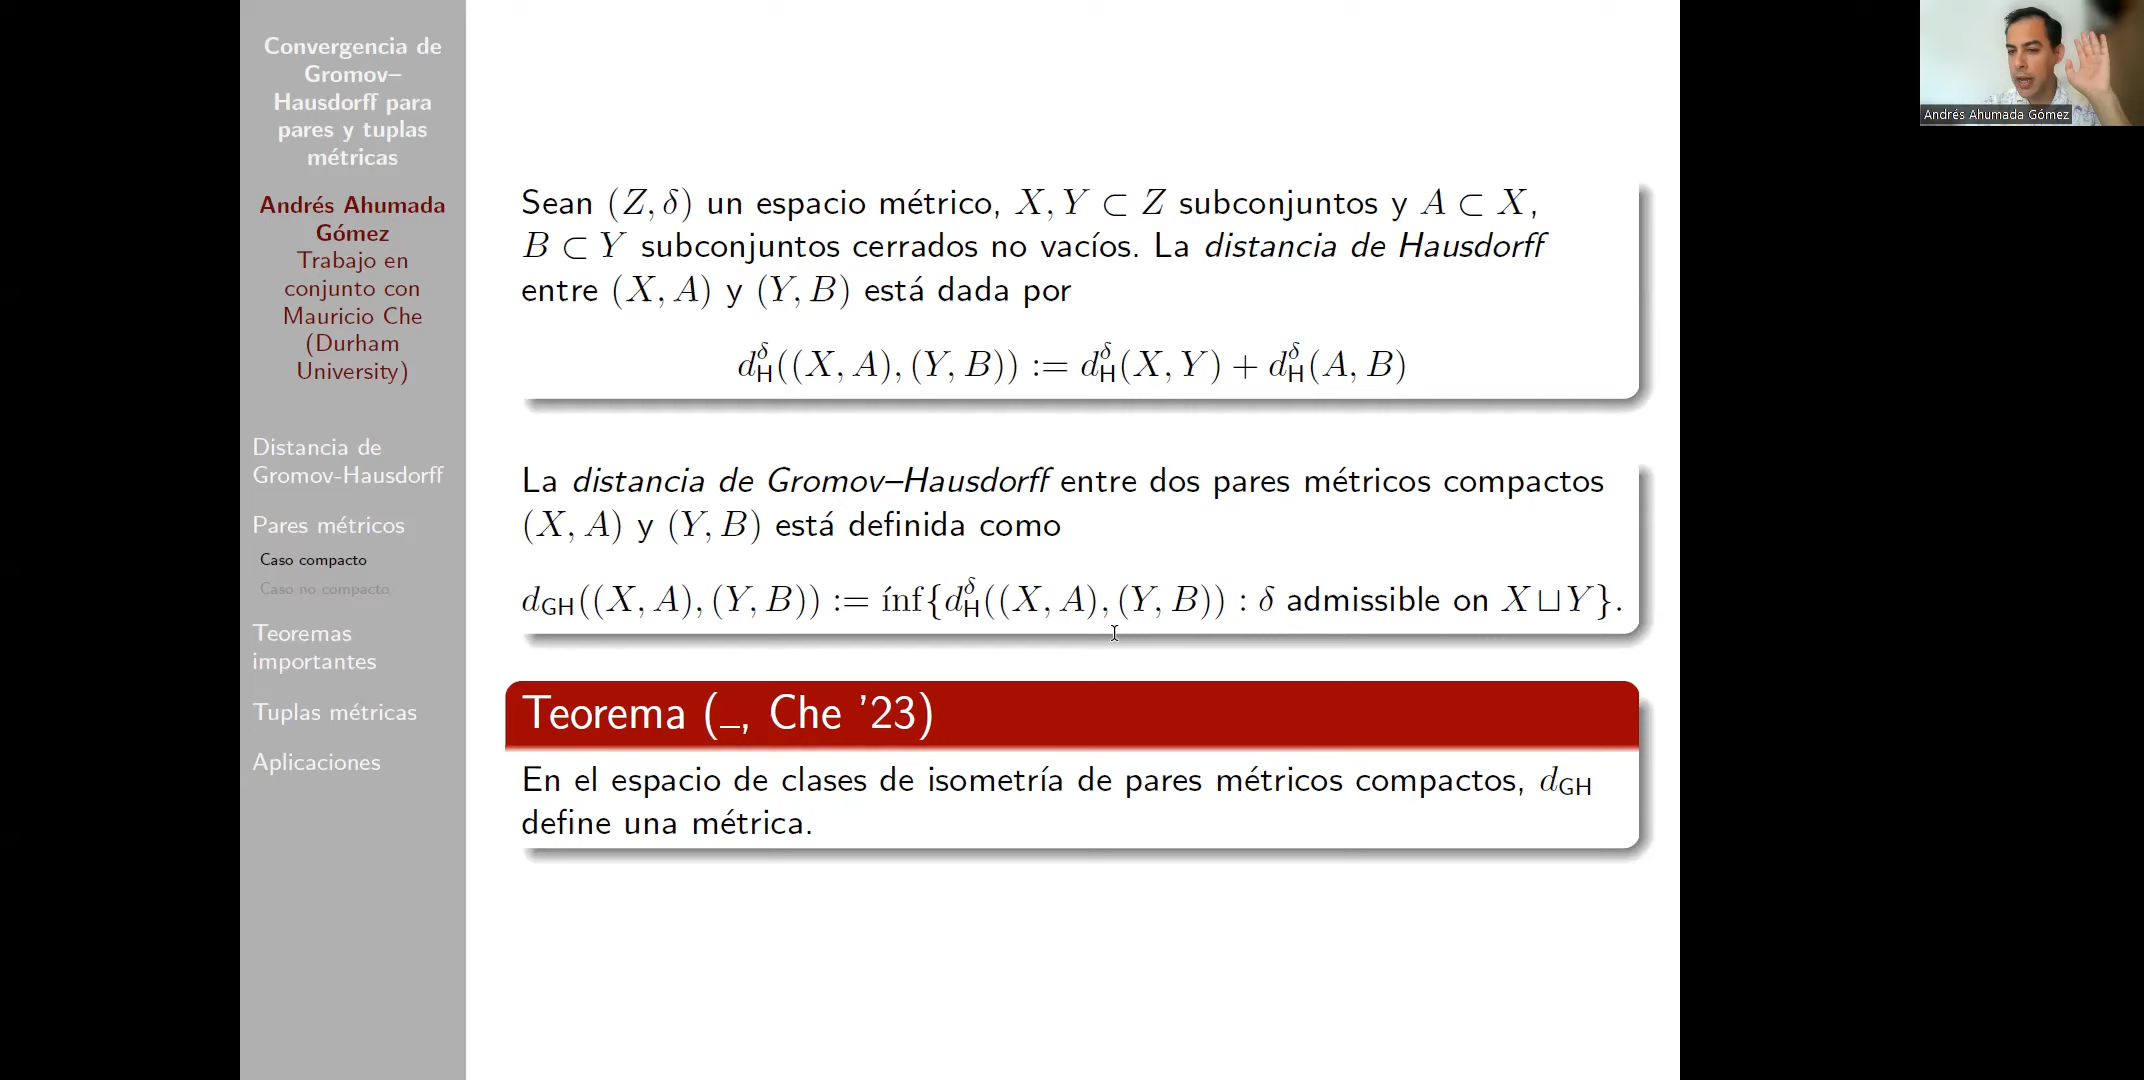 Convergencia de
Gromov–
Hausdorff para
pares y tuplas
métricas
Andrés Ahumada
Gómez
Trabajo en
conjunto con
Mauricio Che
(Durham
University)
Distancia de
Gromov-Hausdorff
Pares métricos
Caso compacto
Caso no compacto
Teoremas
importantes
Tuplas métricas
Aplicaciones
Sean (Z, δ) un espacio métrico, X, Y ⊂ Z subconjuntos y A ⊂ X,
B ⊂ Y subconjuntos cerrados no vacíos. La distancia de Hausdorff
entre (X, A) y (Y, B) está dada por
d_H^δ((X, A), (Y, B)) := d_H^δ(X, Y) + d_H^δ(A, B)
La distancia de Gromov–Hausdorff entre dos pares métricos compactos
(X, A) y (Y, B) está definida como
d_GH((X, A), (Y, B)) := ínf{d_H^δ((X, A), (Y, B)) : δ admissible on X ⊔ Y}.
Teorema (_, Che '23)
En el espacio de clases de isometría de pares métricos compactos, d_GH
define una métrica.
Andrés Ahumada Gómez